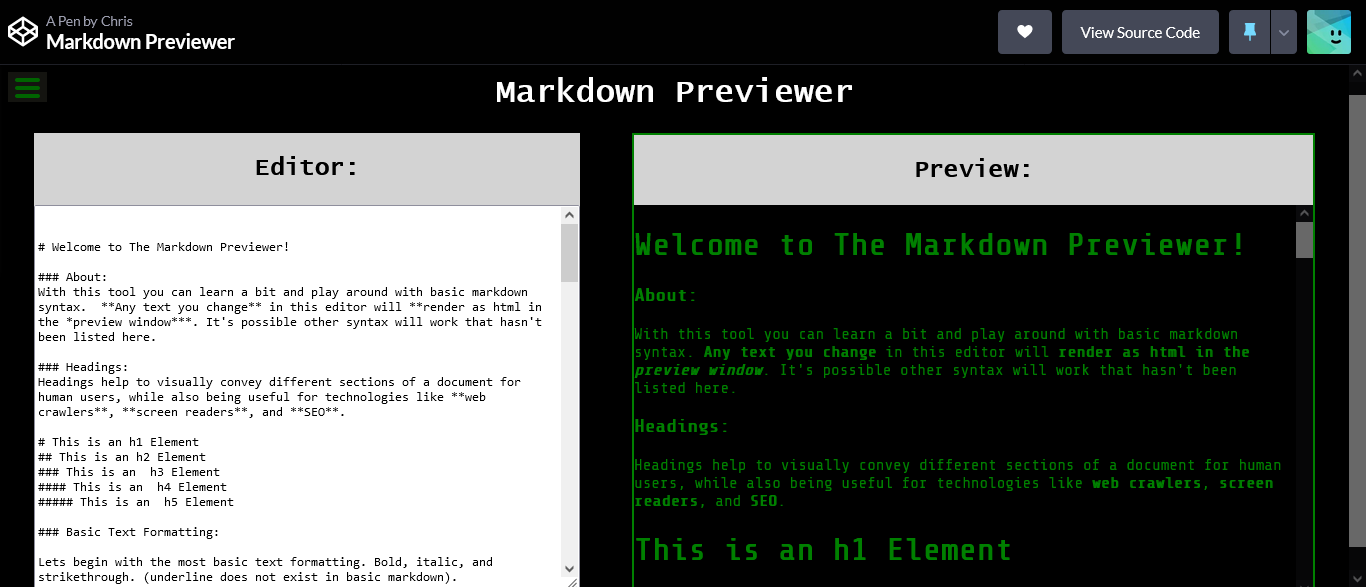 A Pen by Chris
Markdown Previewer
View Source Code
Markdown Previewer
Editor:
# Welcome to The Markdown Previewer!
### About:
With this tool you can learn a bit and play around with basic markdown
syntax.  **Any text you change** in this editor will **render as html in
the *preview window***. It's possible other syntax will work that hasn't
been listed here.
### Headings:
Headings help to visually convey different sections of a document for
human users, while also being useful for technologies like **web
crawlers**, **screen readers**, and **SEO**.
# This is an h1 Element
## This is an h2 Element
### This is an  h3 Element
#### This is an  h4 Element
##### This is an  h5 Element
### Basic Text Formatting:
Lets begin with the most basic text formatting. Bold, italic, and
strikethrough. (underline does not exist in basic markdown).
Preview:
Welcome to The Markdown Previewer!
About:
With this tool you can learn a bit and play around with basic markdown
syntax. Any text you change in this editor will render as html in the
preview window. It's possible other syntax will work that hasn't been
listed here.
Headings:
Headings help to visually convey different sections of a document for human
users, while also being useful for technologies like web crawlers, screen
readers, and SEO.
This is an h1 Element